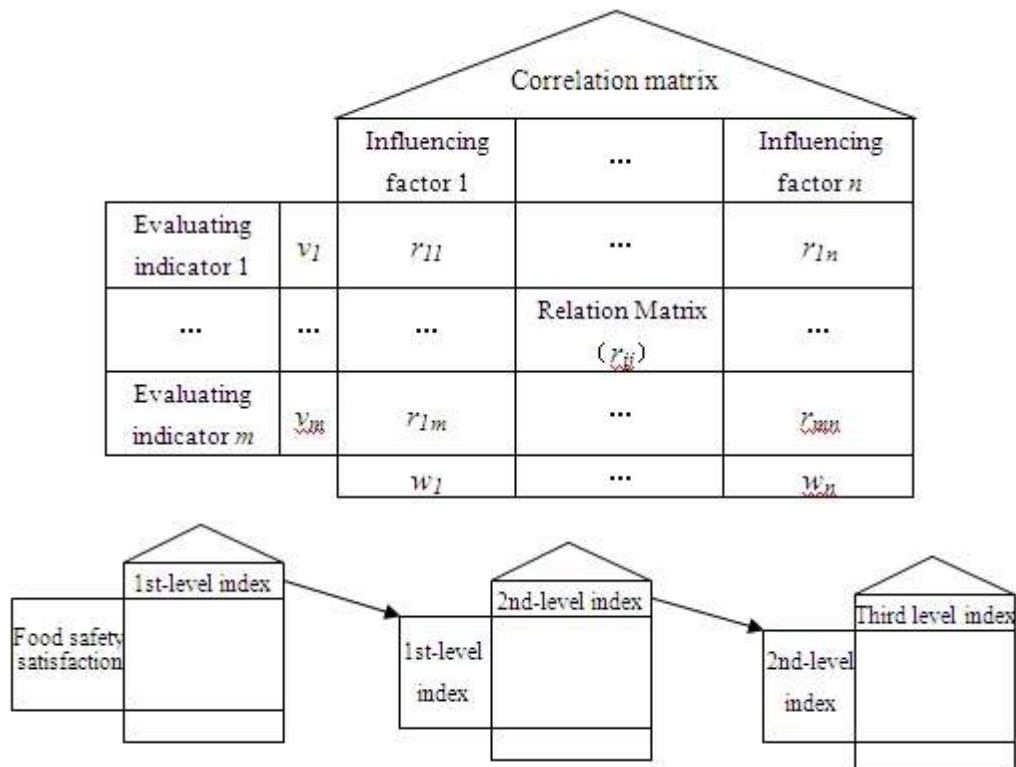 Correlation matrix
Influencing
factor 1
...
Influencing
factor n
Evaluating
indicator 1
v1
r11
...
r1n
...
...
...
Relation Matrix
(rij)
...
Evaluating
indicator m
vm
r1m
...
rmn
w1
...
wn
1st-level index
Food safety
satisfaction
2nd-level index
1st-level
index
Third level index
2nd-level
index